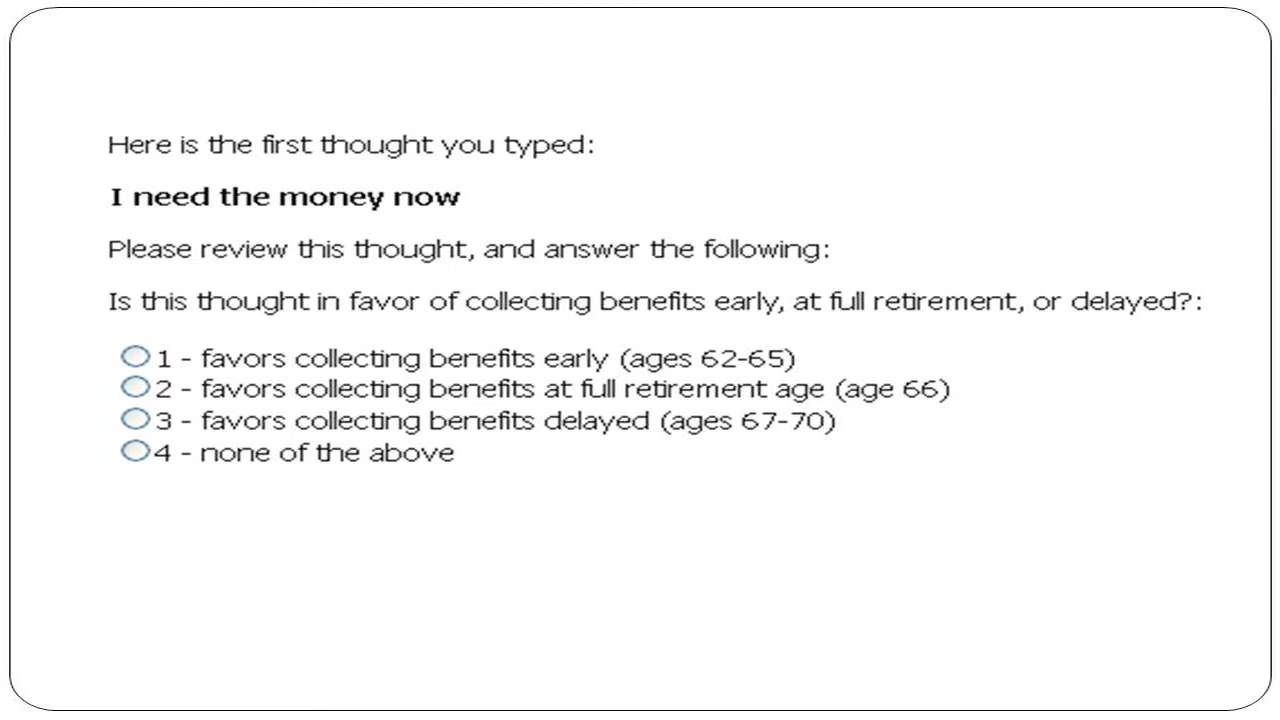 Here is the first thought you typed:
I need the money now
Please review this thought, and answer the following:
Is this thought in favor of collecting benefits early, at full retirement, or delayed?:
1 - favors collecting benefits early (ages 62-65)
2 - favors collecting benefits at full retirement age (age 66)
3 - favors collecting benefits delayed (ages 67-70)
4 - none of the above